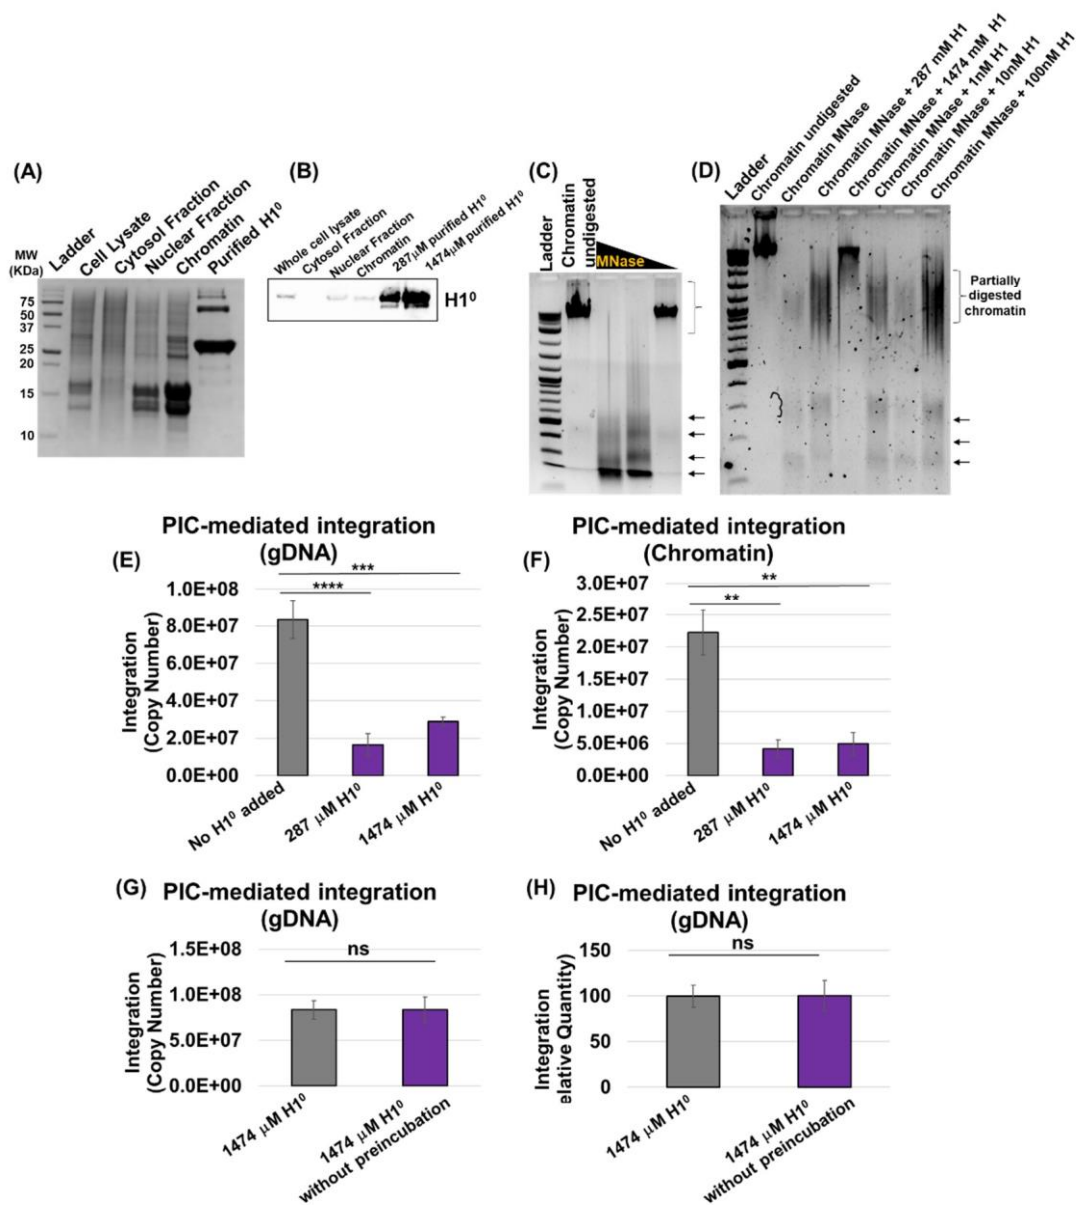 (A)
MW
(KDa)
Ladder
Cell Lysate
Cytosol Fraction
Nuclear Fraction
Chromatin
Purified H1⁰
75
50
37
25
20
15
10
(B)
Whole cell lysate
Cytosol Fraction
Nuclear Fraction
Chromatin
287μM purified H1⁰
1474μM purified H1⁰
H1⁰
(C)
Ladder
Chromatin
undigested
MNase
(D)
Ladder
Chromatin undigested
Chromatin MNase
Chromatin MNase + 287 mM H1
Chromatin MNase + 1474 mM H1
Chromatin MNase + 1nM H1
Chromatin MNase + 10nM H1
Chromatin MNase + 100nM H1
Partially
digested
chromatin
(E)
PIC-mediated integration
(gDNA)
Integration
(Copy Number)
1.0E+08
8.0E+07
6.0E+07
4.0E+07
2.0E+07
0.0E+00
***
****
No H1⁰ added
287 μM H1⁰
1474 μM H1⁰
(F)
PIC-mediated integration
(Chromatin)
Integration
(Copy Number)
3.0E+07
2.5E+07
2.0E+07
1.5E+07
1.0E+07
5.0E+06
0.0E+00
**
**
No H1⁰ added
287 μM H1⁰
1474 μM H1⁰
(G)
PIC-mediated integration
(gDNA)
Integration
(Copy Number)
1.5E+08
1.0E+08
5.0E+07
0.0E+00
ns
1474 μM H1⁰
1474 μM H1⁰
without preincubation
(H)
PIC-mediated integration
(gDNA)
Integration
elative Quantity)
150
100
50
0
ns
1474 μM H1⁰
1474 μM H1⁰
without preincubation